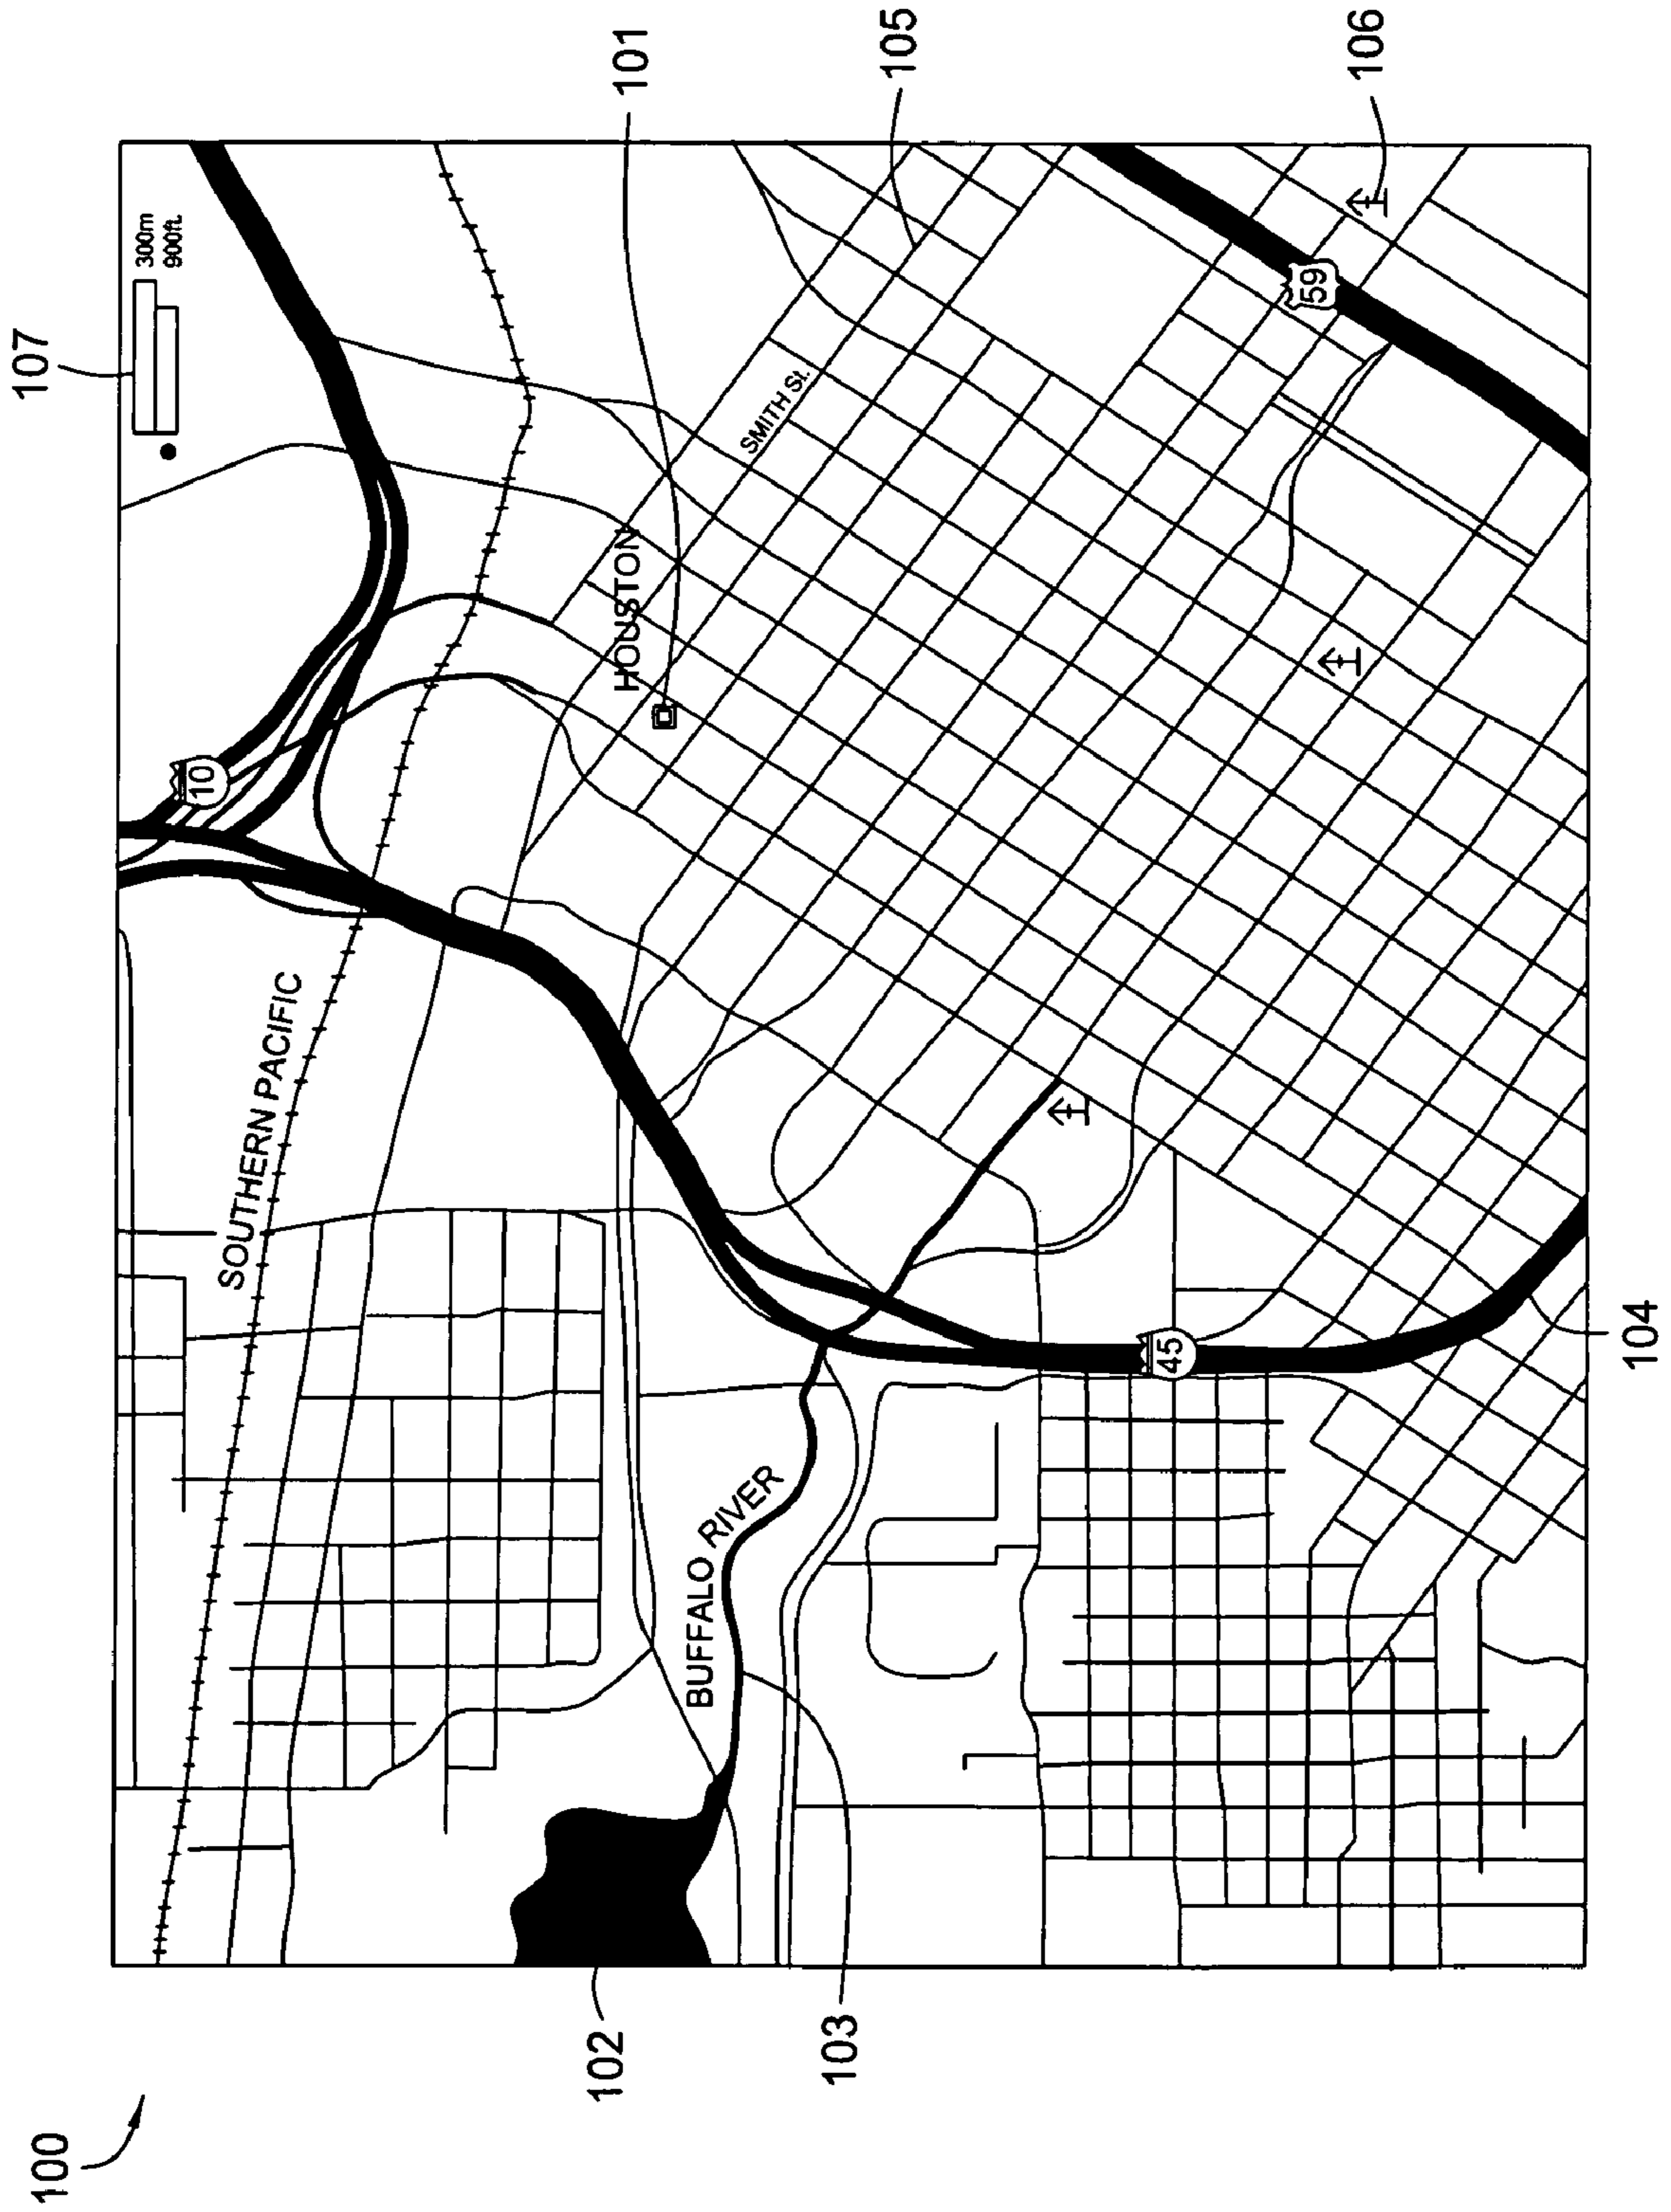 100
107
300m
900ft.
101
105
106
10
HOUSTON
SMITH St.
59
SOUTHERN PACIFIC
BUFFALO RIVER
45
104
102
103